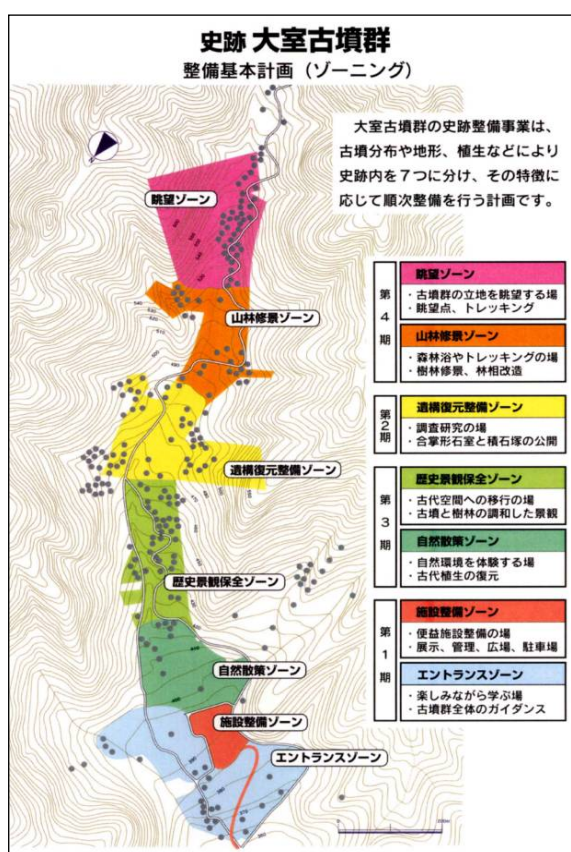 史跡 大室古墳群
整備基本計画（ゾーニング）
大室古墳群の史跡整備事業は、
古墳分布や地形、植生などにより
史跡内を７つに分け、その特徴に
応じて順次整備を行う計画です。
眺望ゾーン
山林修景ゾーン
遺構復元整備ゾーン
歴史景観保全ゾーン
自然散策ゾーン
施設整備ゾーン
エントランスゾーン
第４期
眺望ゾーン
・古墳群の立地を眺望する場
・眺望点、トレッキング
山林修景ゾーン
・森林浴やトレッキングの場
・樹林修景、林相改造
第２期
遺構復元整備ゾーン
・調査研究の場
・合掌形石室と積石塚の公開
第３期
歴史景観保全ゾーン
・古代空間への移行の場
・古墳と樹林の調和した景観
自然散策ゾーン
・自然環境を体験する場
・古代植生の復元
第１期
施設整備ゾーン
・便益施設整備の場
・展示、管理、広場、駐車場
エントランスゾーン
・楽しみながら学ぶ場
・古墳群全体のガイダンス